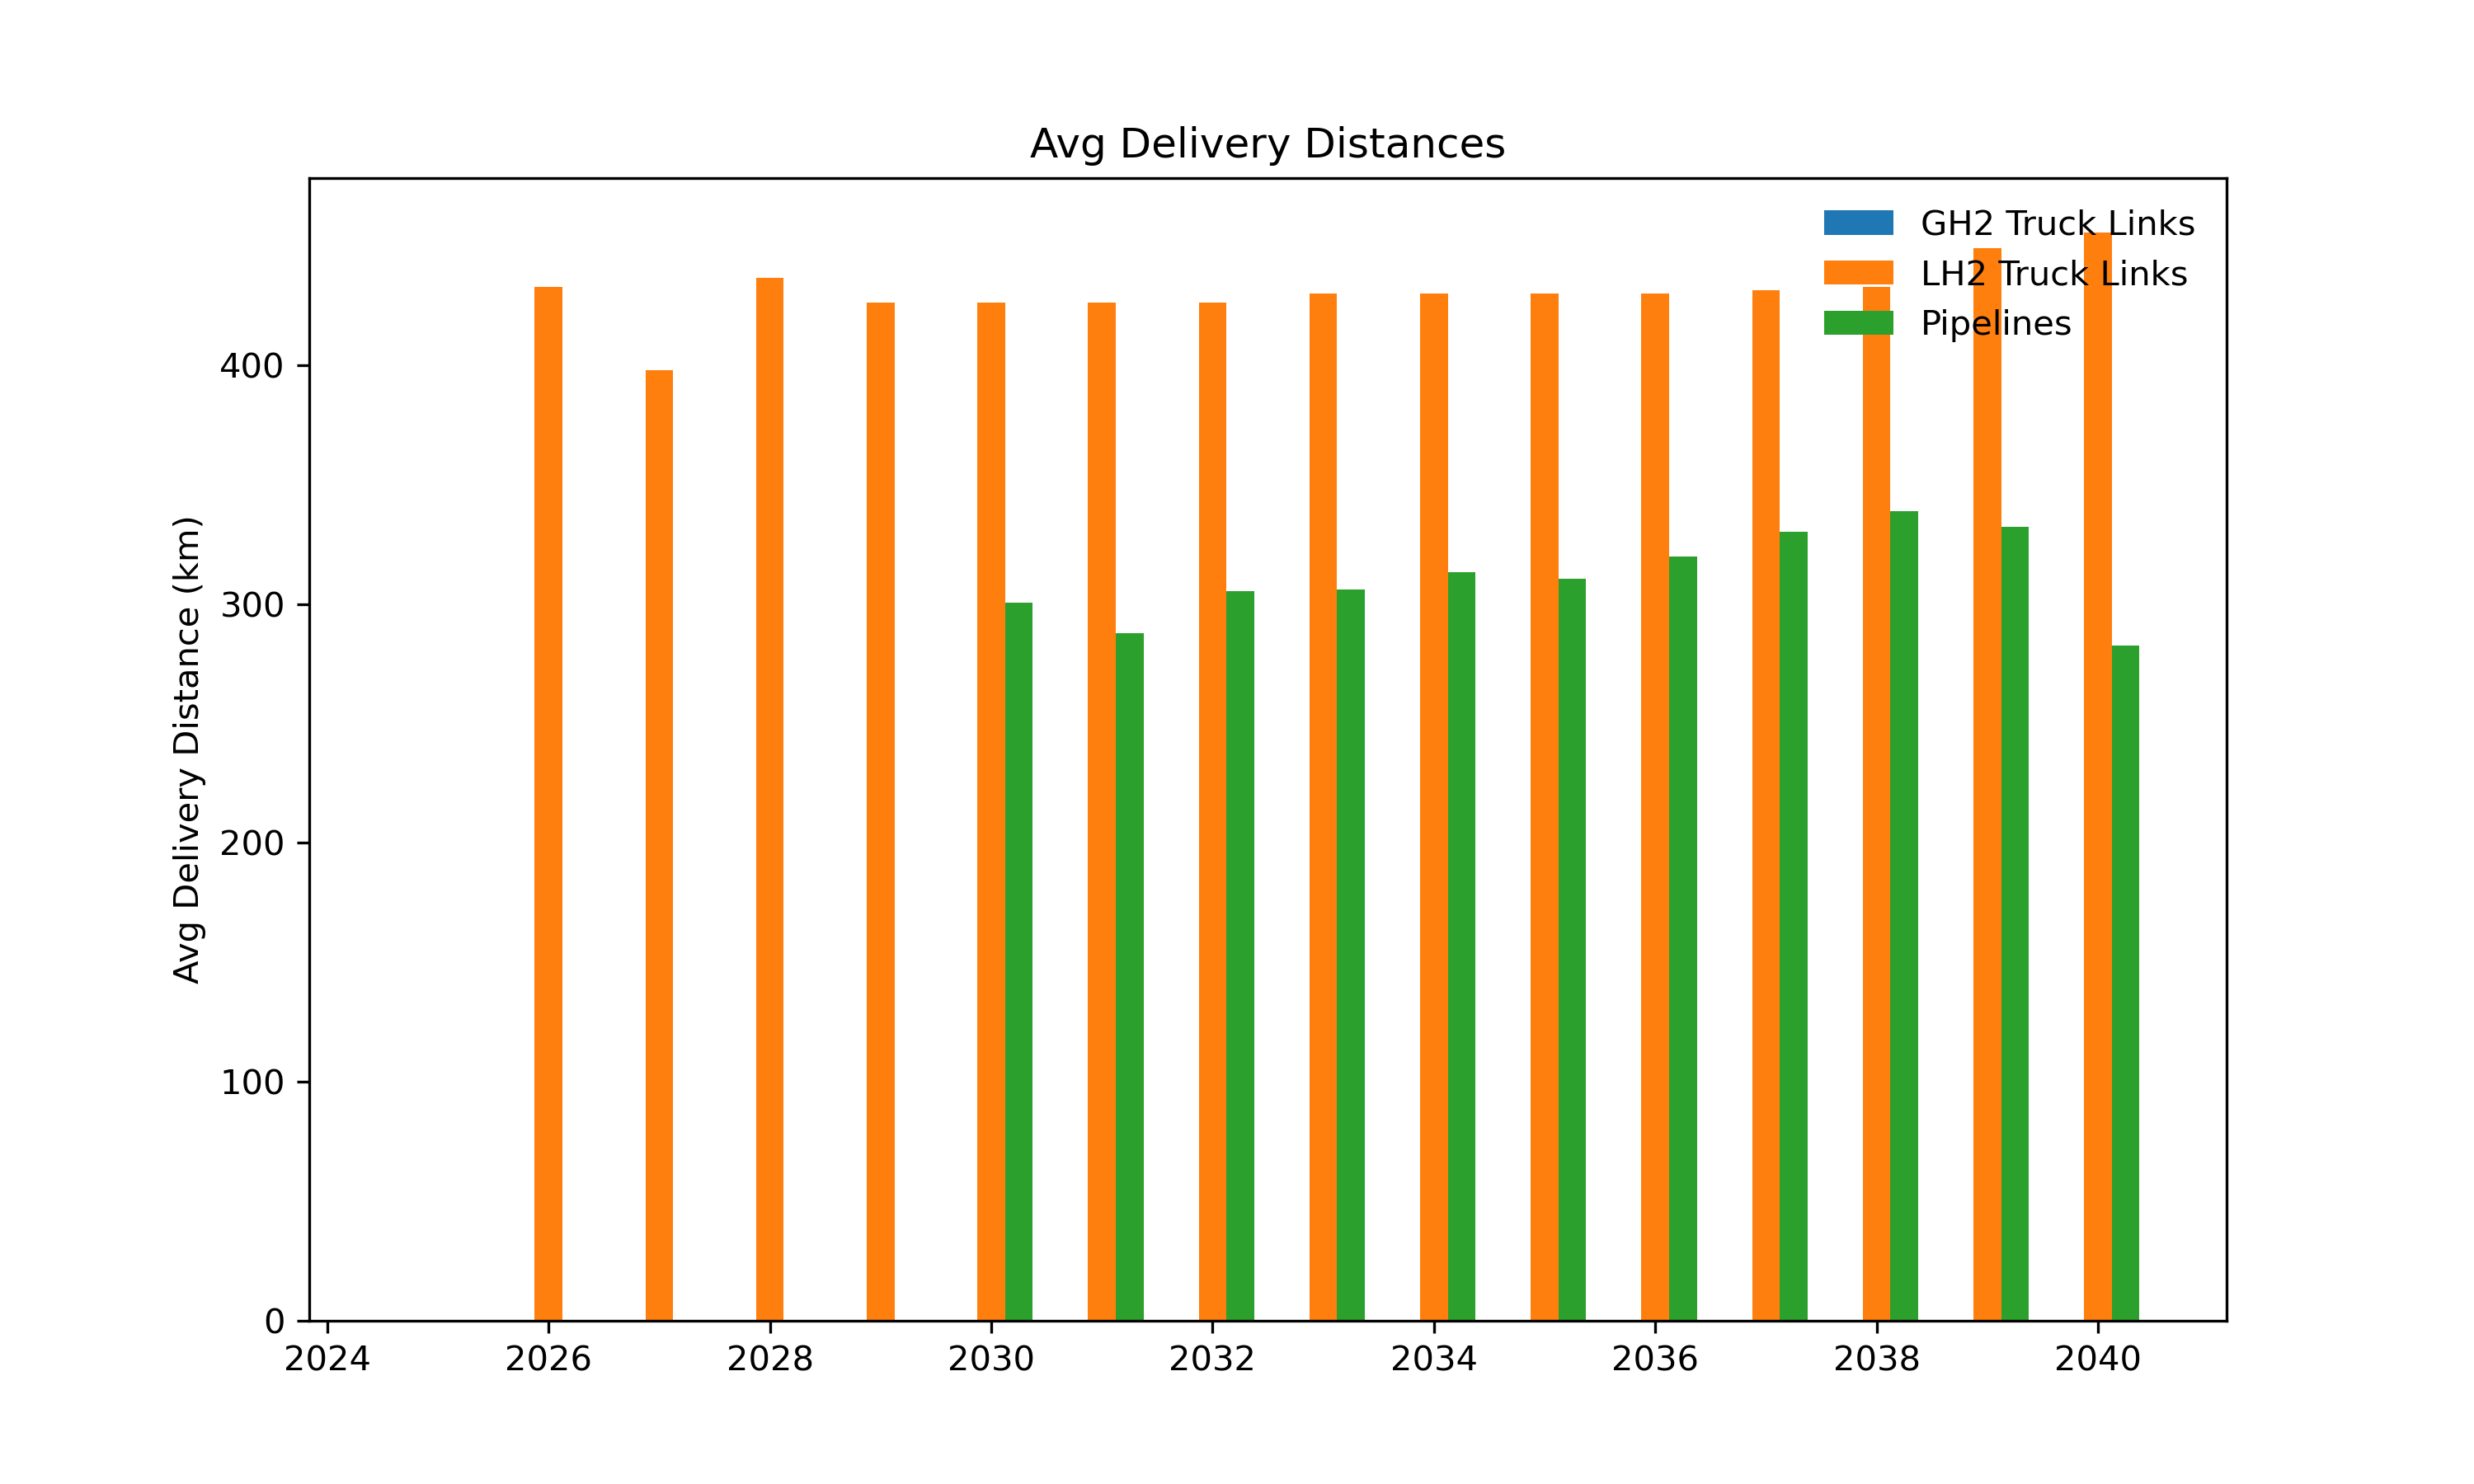 Avg Delivery Distances
GH2 Truck Links
LH2 Truck Links
Pipelines
Avg Delivery Distance (km)
400
300
200
100
0
2024 2026 2028 2030 2032 2034 2036 2038 2040